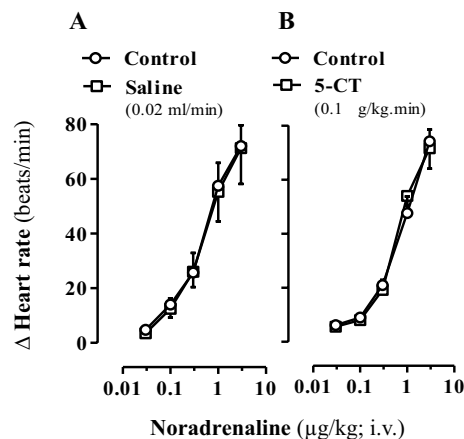 A
B
Control
Saline
(0.02 ml/min)
Control
5-CT
(0.1 g/kg.min)
Δ Heart rate (beats/min)
80
60
40
20
0
0.01 0.1 1 10
0.01 0.1 1 10
Noradrenaline (μg/kg; i.v.)